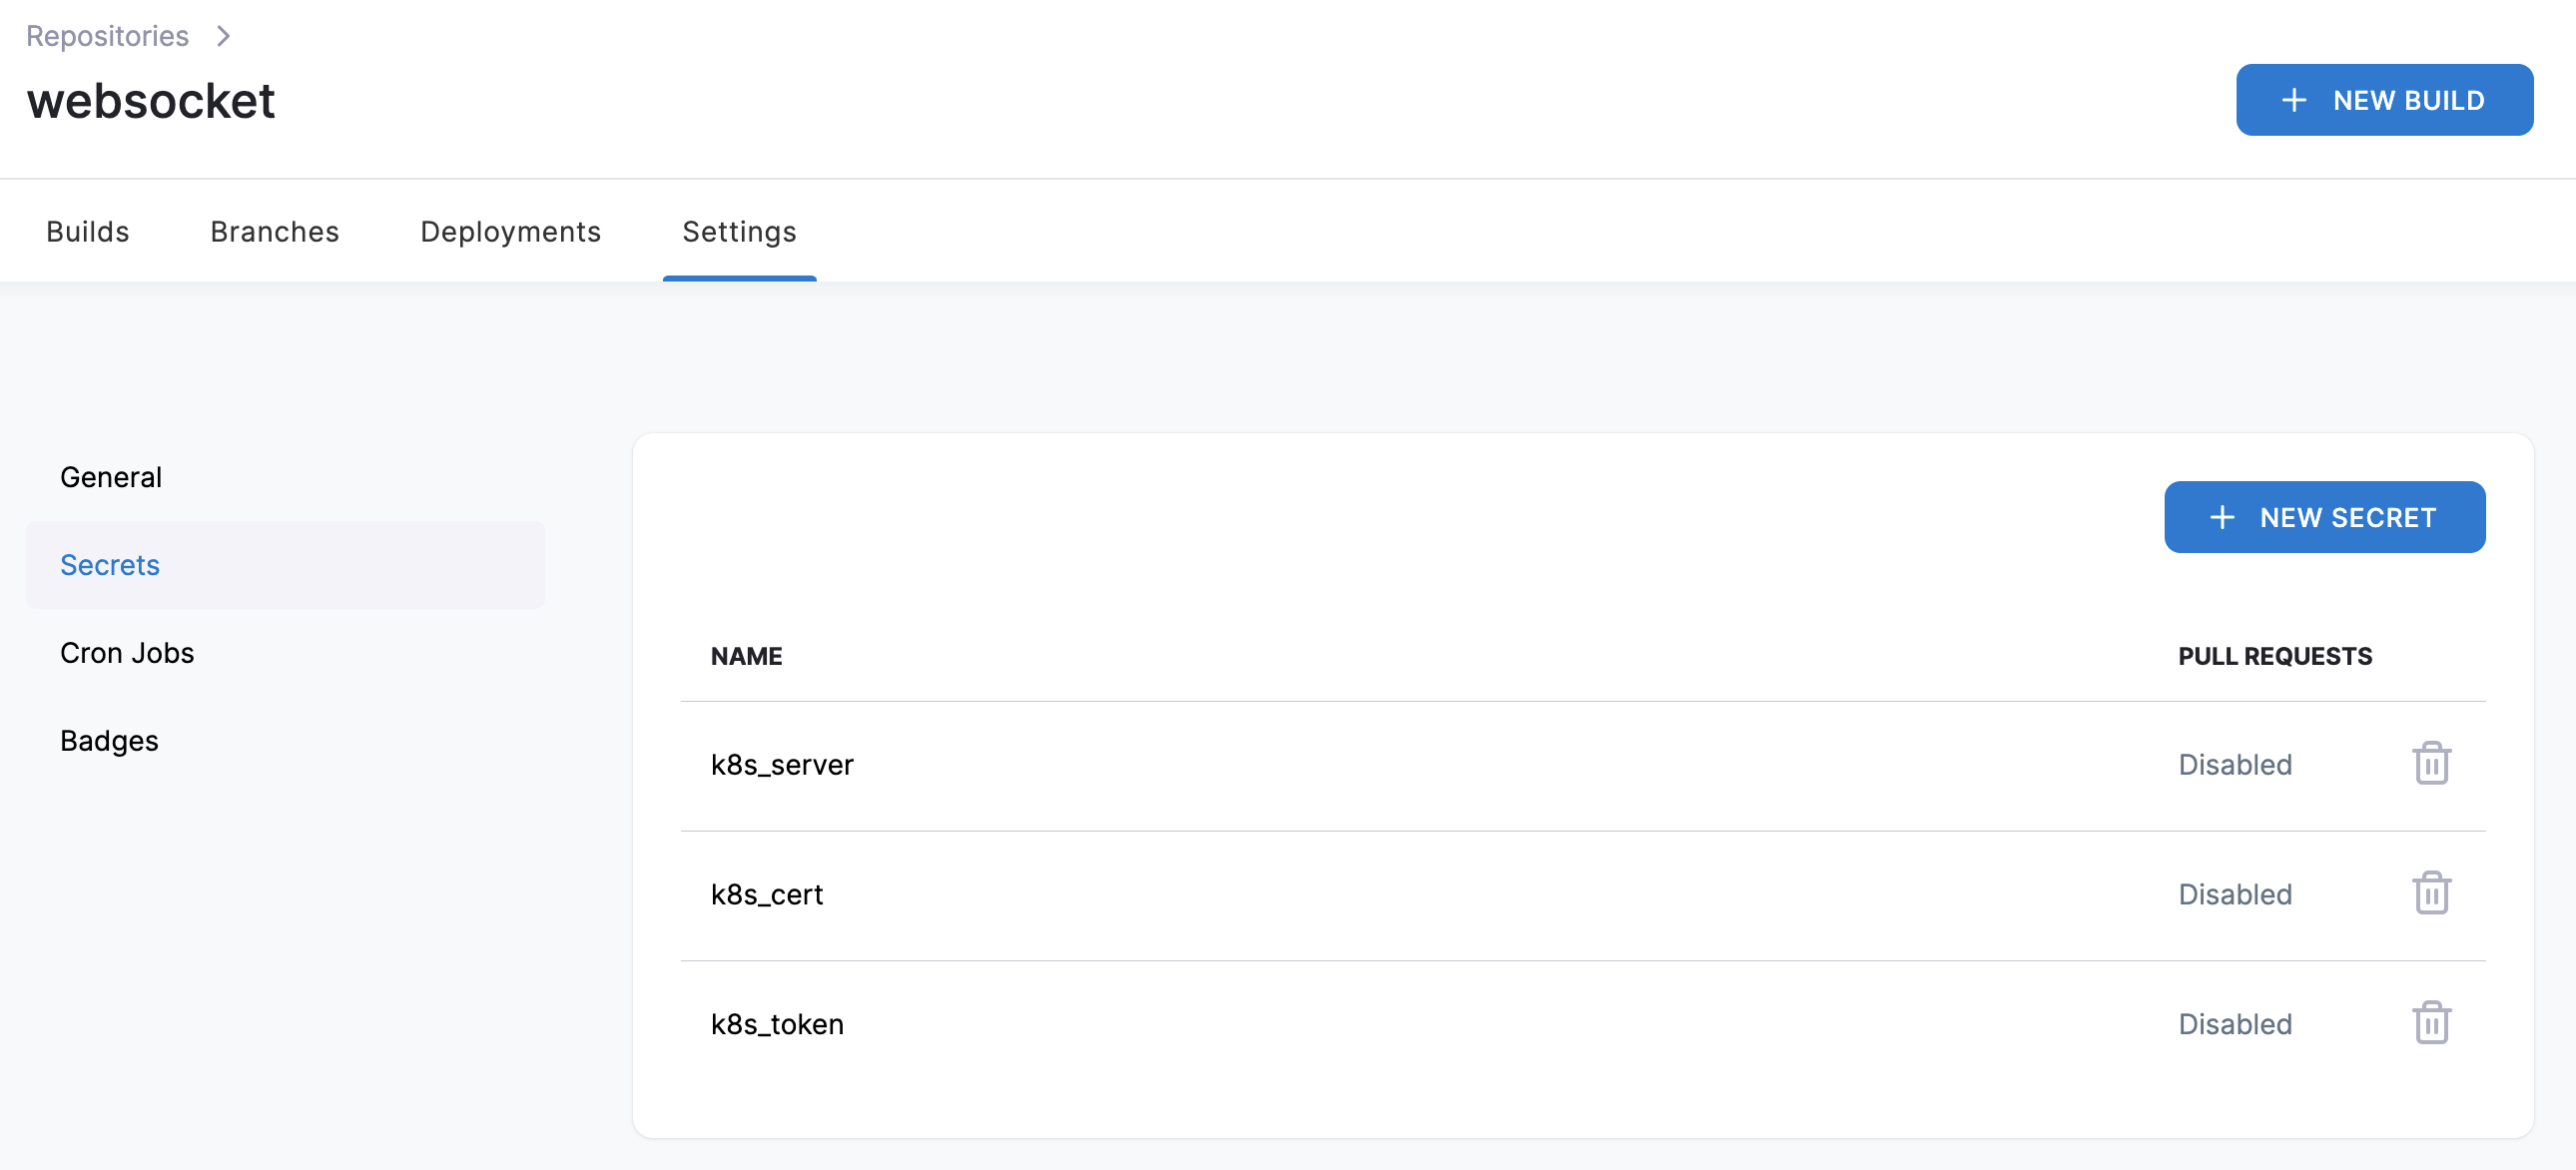 Repositories
websocket
NEW BUILD
Builds Branches Deployments Settings
General
Secrets
Cron Jobs
Badges
NEW SECRET
NAME PULL REQUESTS
k8s_server Disabled
k8s_cert Disabled
k8s_token Disabled